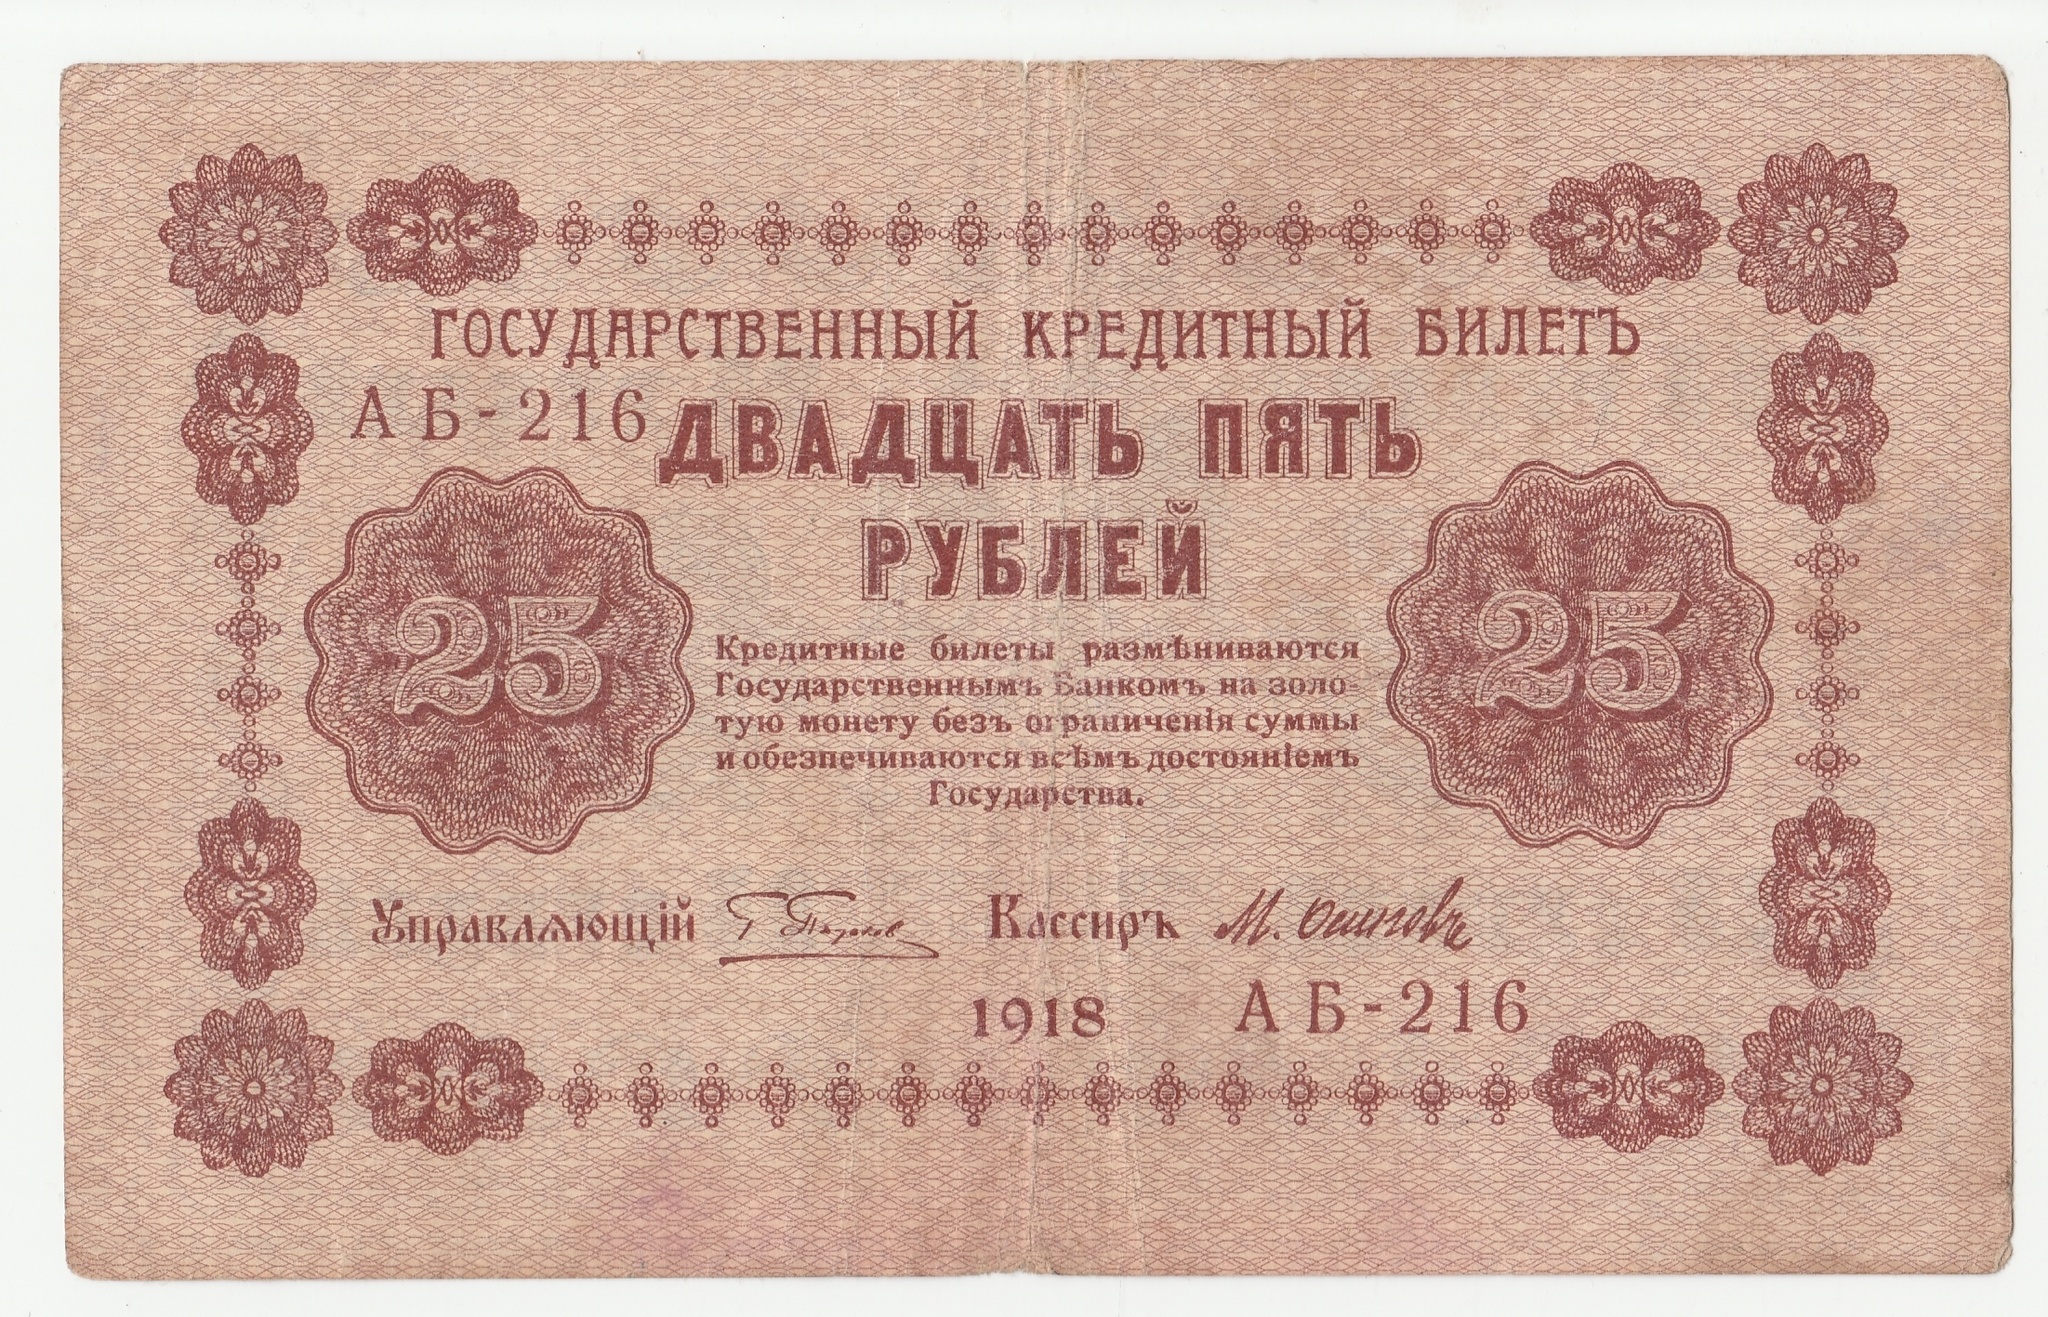 ГОСУДАРСТВЕННЫЙ КРЕДИТНЫЙ БИЛЕТЪ
АБ-216
ДВАДЦАТЬ ПЯТЬ
РУБЛЕЙ
25
25
Кредитные билеты размѣниваются
Государственнымъ Банкомъ на золо-
тую монету безъ ограниченія суммы
и обезпечиваются всѣмъ достояніемъ
Государства.
Управляющій Кассиръ М. Осиповъ
1918 АБ-216